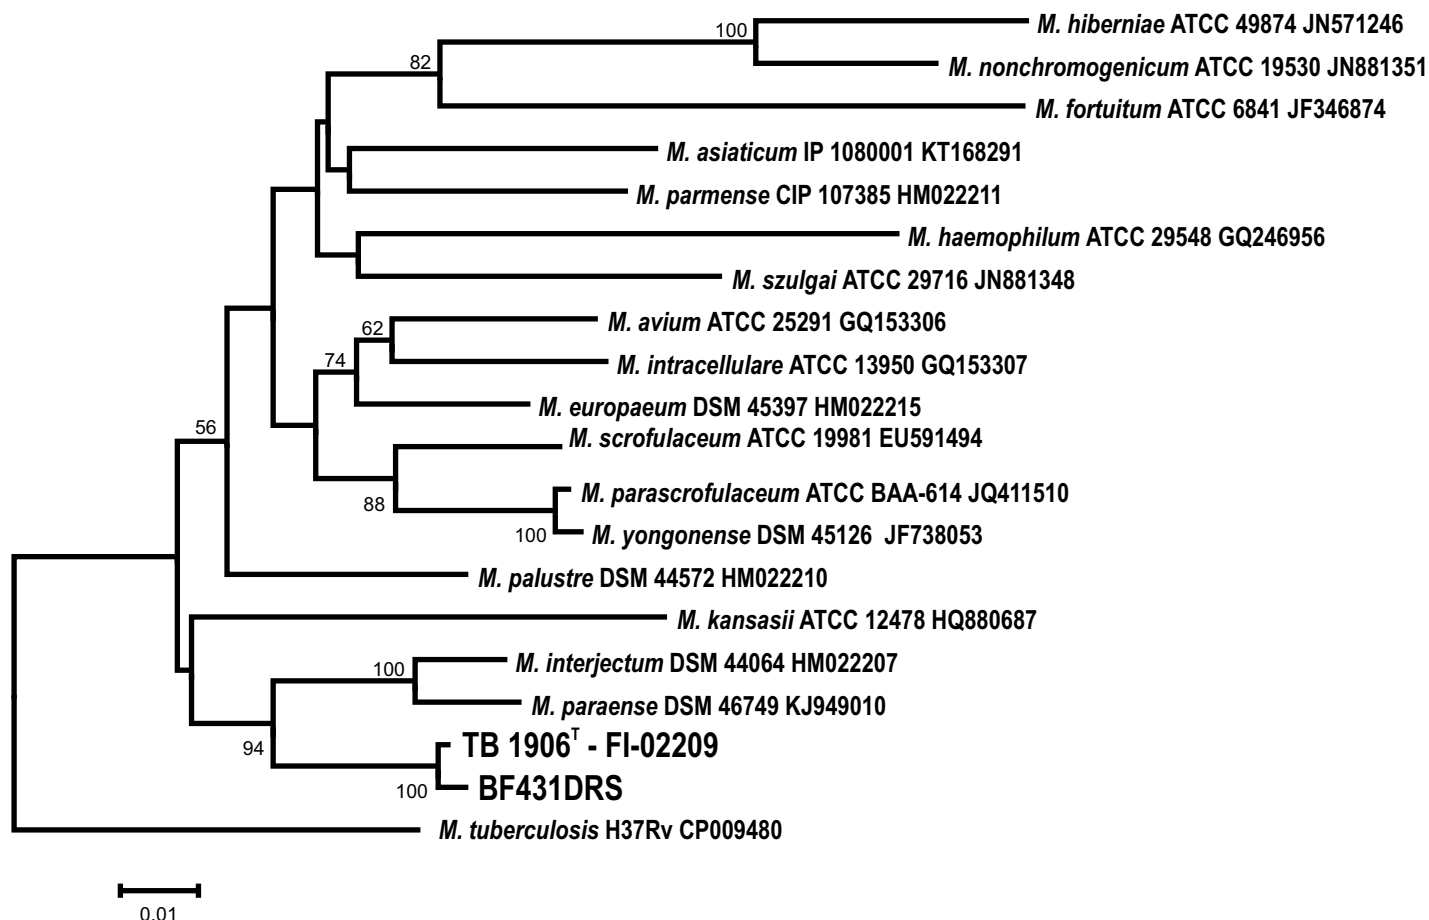 M. hiberniae ATCC 49874 JN571246
100
M. nonchromogenicum ATCC 19530 JN881351
82
M. fortuitum ATCC 6841 JF346874
M. asiaticum IP 1080001 KT168291
M. parmense CIP 107385 HM022211
M. haemophilum ATCC 29548 GQ246956
M. szulgai ATCC 29716 JN881348
M. avium ATCC 25291 GQ153306
62
74
M. intracellulare ATCC 13950 GQ153307
M. europaeum DSM 45397 HM022215
56
M. scrofulaceum ATCC 19981 EU591494
M. parascrofulaceum ATCC BAA-614 JQ411510
88
100
M. yongonense DSM 45126 JF738053
M. palustre DSM 44572 HM022210
M. kansasii ATCC 12478 HQ880687
100
M. interjectum DSM 44064 HM022207
M. paraense DSM 46749 KJ949010
94
TB 1906ᵀ - FI-02209
100
BF431DRS
M. tuberculosis H37Rv CP009480
0.01